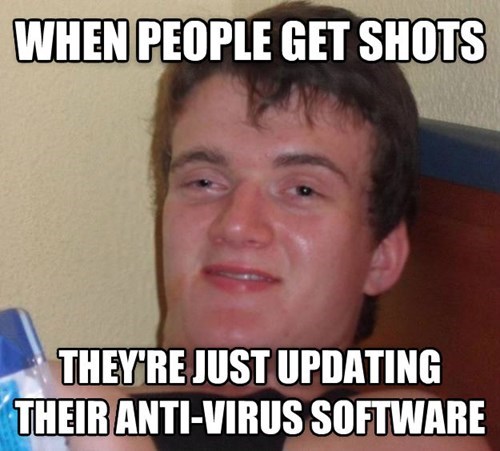 WHEN PEOPLE GET SHOTS
THEY'RE JUST UPDATING
THEIR ANTI-VIRUS SOFTWARE